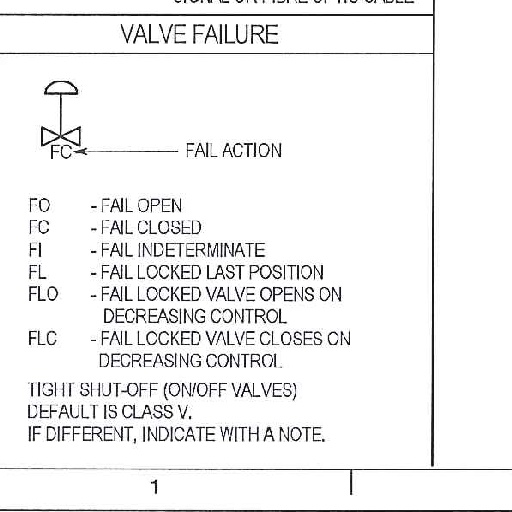 VALVE FAILURE
FC
FAIL ACTION
FO - FAIL OPEN
FC - FAIL CLOSED
FI - FAIL INDETERMINATE
FL - FAIL LOCKED LAST POSITION
FLO - FAIL LOCKED VALVE OPENS ON
DECREASING CONTROL
FLC - FAIL LOCKED VALVE CLOSES ON
DECREASING CONTROL
TIGHT SHUT-OFF (ON/OFF VALVES)
DEFAULT IS CLASS V.
IF DIFFERENT, INDICATE WITH A NOTE.
1